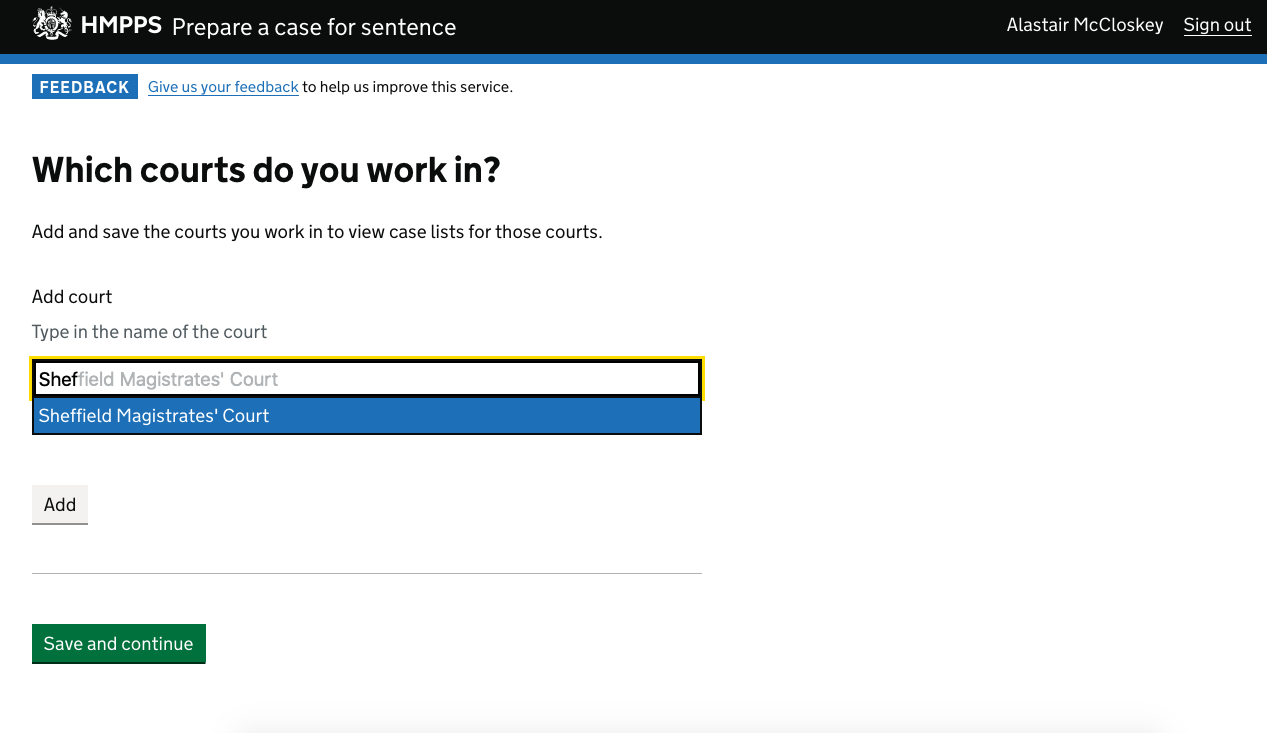 HMPPS Prepare a case for sentence Alastair McCloskey Sign out
FEEDBACK Give us your feedback to help us improve this service.
Which courts do you work in?
Add and save the courts you work in to view case lists for those courts.
Add court
Type in the name of the court
Sheffield Magistrates' Court
Sheffield Magistrates' Court
Add
Save and continue